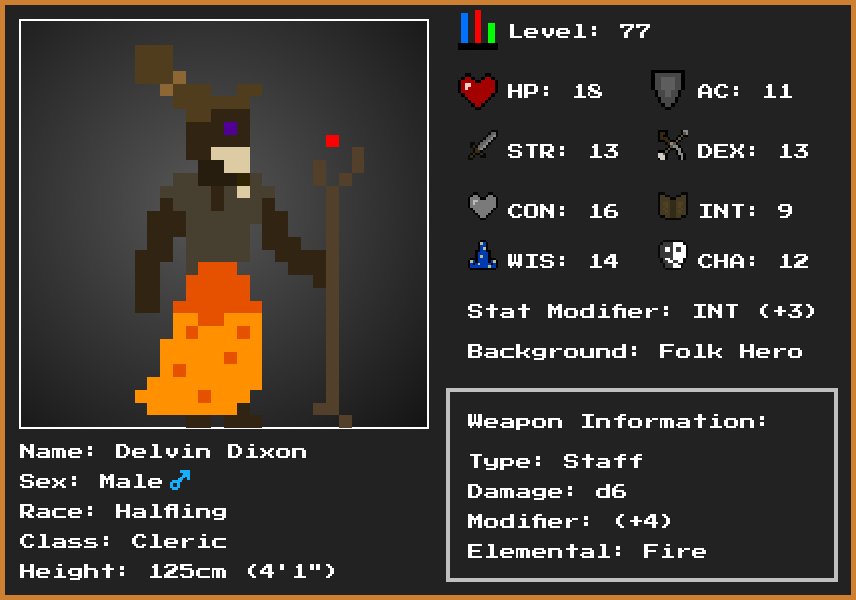 Level: 77
HP: 18 AC: 11
STR: 13 DEX: 13
CON: 16 INT: 9
WIS: 14 CHA: 12
Stat Modifier: INT (+3)
Background: Folk Hero
Weapon Information:
Type: Staff
Damage: d6
Modifier: (+4)
Elemental: Fire
Name: Delvin Dixon
Sex: Male ♂
Race: Halfling
Class: Cleric
Height: 125cm (4'1")